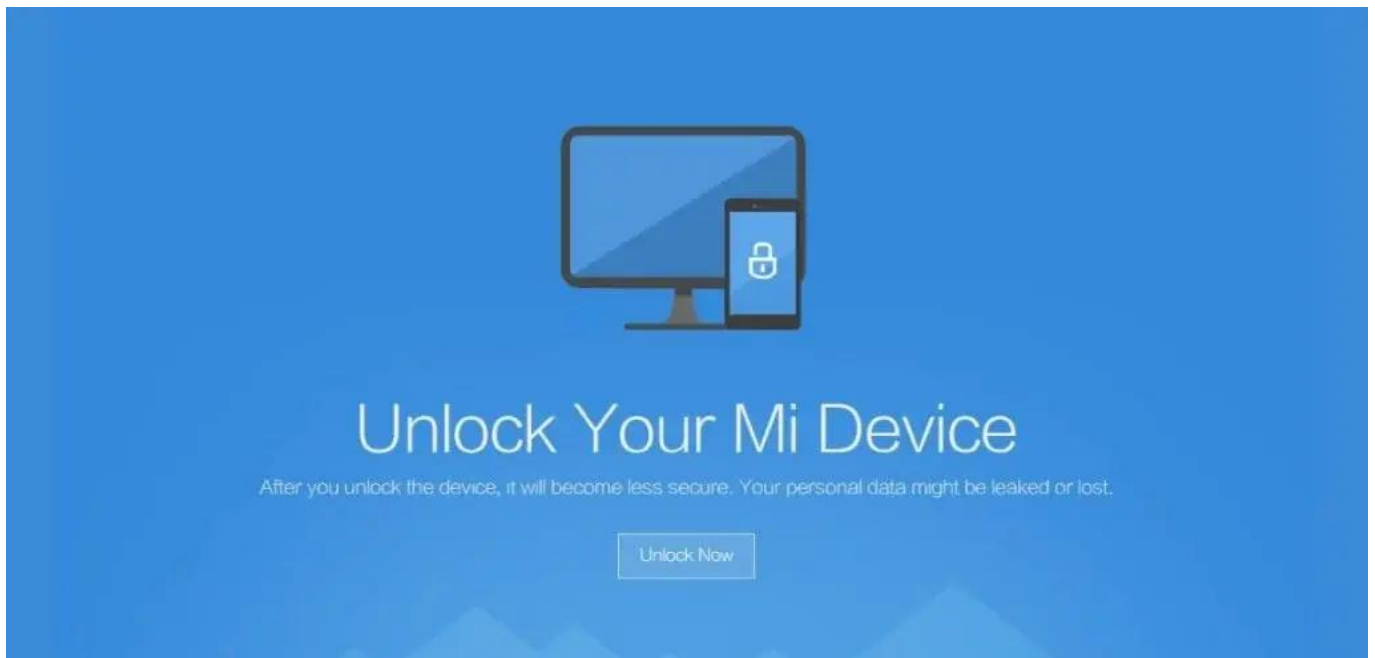 Unlock Your Mi Device
After you unlock the device, it will become less secure. Your personal data might be leaked or lost.
Unlock Now